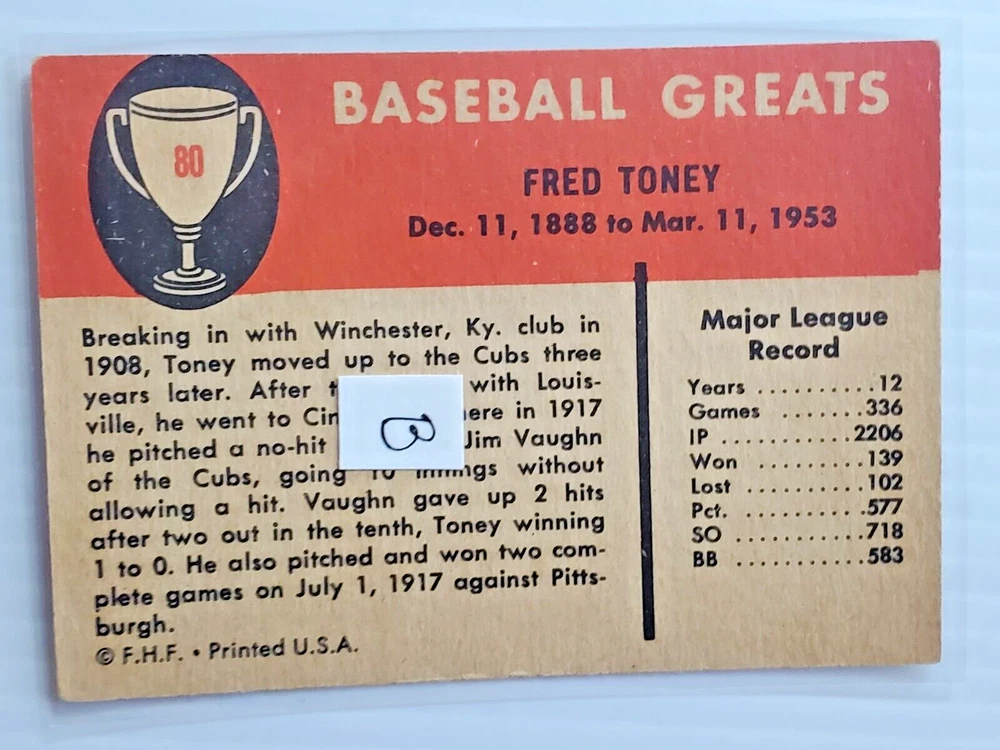 80
BASEBALL GREATS
FRED TONEY
Dec. 11, 1888 to Mar. 11, 1953
Breaking in with Winchester, Ky. club in
1908, Toney moved up to the Cubs three
years later. After with Louis-
ville, he went to in 1917
he pitched a no-hit Jim Vaughn
of the Cubs, going 10 innings without
allowing a hit. Vaughn gave up 2 hits
after two out in the tenth, Toney winning
1 to 0. He also pitched and won two com-
plete games on July 1, 1917 against Pitts-
burgh.
© F.H.F. • Printed U.S.A.
Major League
Record
Years ..........12
Games .......336
IP ...........2206
Won .........139
Lost ..........102
Pct. ..........577
SO ...........718
BB ...........583